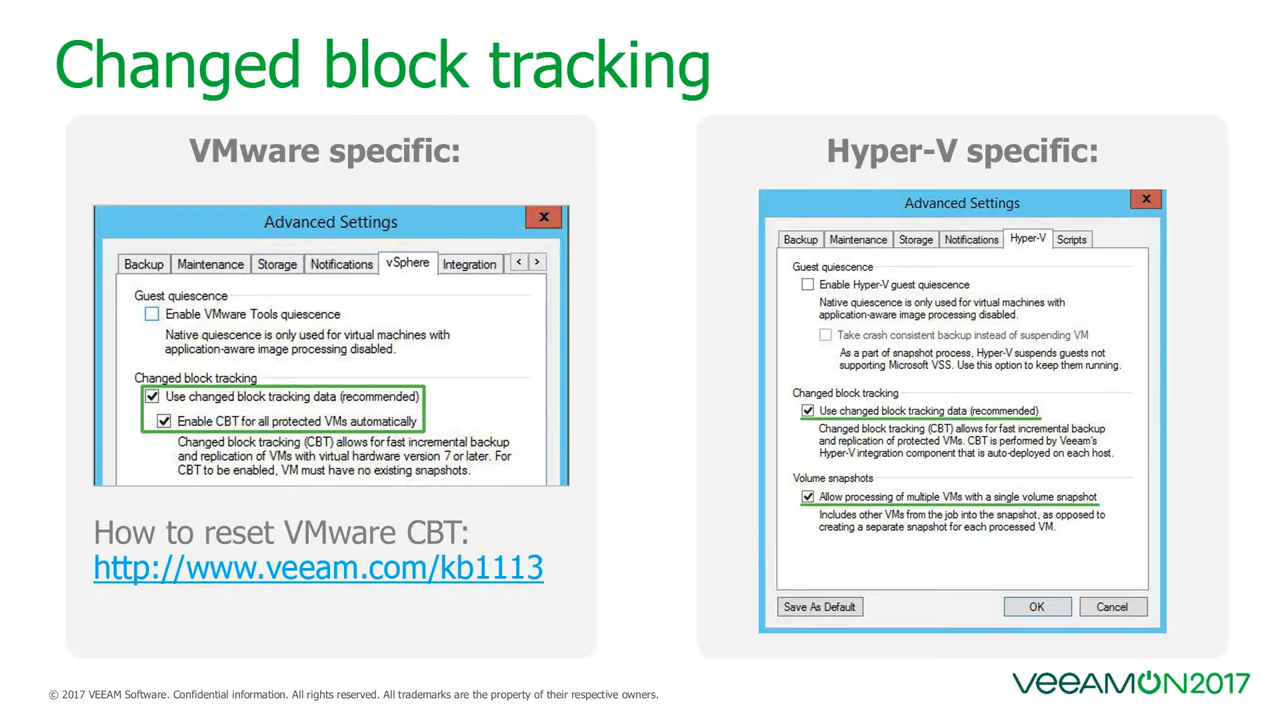 Changed block tracking
VMware specific:
Advanced Settings
x
Backup Maintenance Storage Notifications vSphere Integration < >
Guest quiescence
Enable VMware Tools quiescence
Native quiescence is only used for virtual machines with
application-aware image processing disabled.
Changed block tracking
Use changed block tracking data (recommended)
Enable CBT for all protected VMs automatically
Changed block tracking (CBT) allows for fast incremental backup
and replication of VMs with virtual hardware version 7 or later. For
CBT to be enabled, VM must have no existing snapshots.
How to reset VMware CBT:
http://www.veeam.com/kb1113
Hyper-V specific:
Advanced Settings
x
Backup Maintenance Storage Notifications Hyper-V Scripts
Guest quiescence
Enable Hyper-V guest quiescence
Native quiescence is only used for virtual machines with
application-aware image processing disabled.
Take crash consistent backup instead of suspending VM
As a part of snapshot process, Hyper-V suspends guests not
supporting Microsoft VSS. Use this option to keep them running.
Changed block tracking
Use changed block tracking data (recommended)
Changed block tracking (CBT) allows for fast incremental backup
and replication of protected VMs. CBT is performed by Veeam's
Hyper-V integration component that is auto-deployed on each host.
Volume snapshots
Allow processing of multiple VMs with a single volume snapshot
Includes other VMs from the job into the snapshot, as opposed to
creating a separate snapshot for each processed VM.
Save As Default OK Cancel
© 2017 VEEAM Software. Confidential information. All rights reserved. All trademarks are the property of their respective owners.
VEEAMON2017